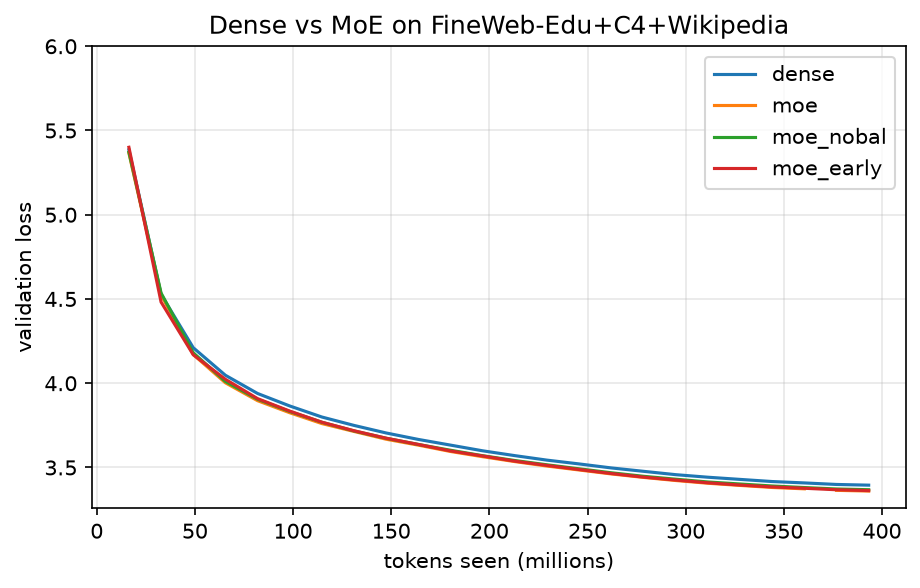 Dense vs MoE on FineWeb-Edu+C4+Wikipedia
6.0
5.5
5.0
4.5
4.0
3.5
validation loss
dense
moe
moe_nobal
moe_early
0
50
100
150
200
250
300
350
400
tokens seen (millions)